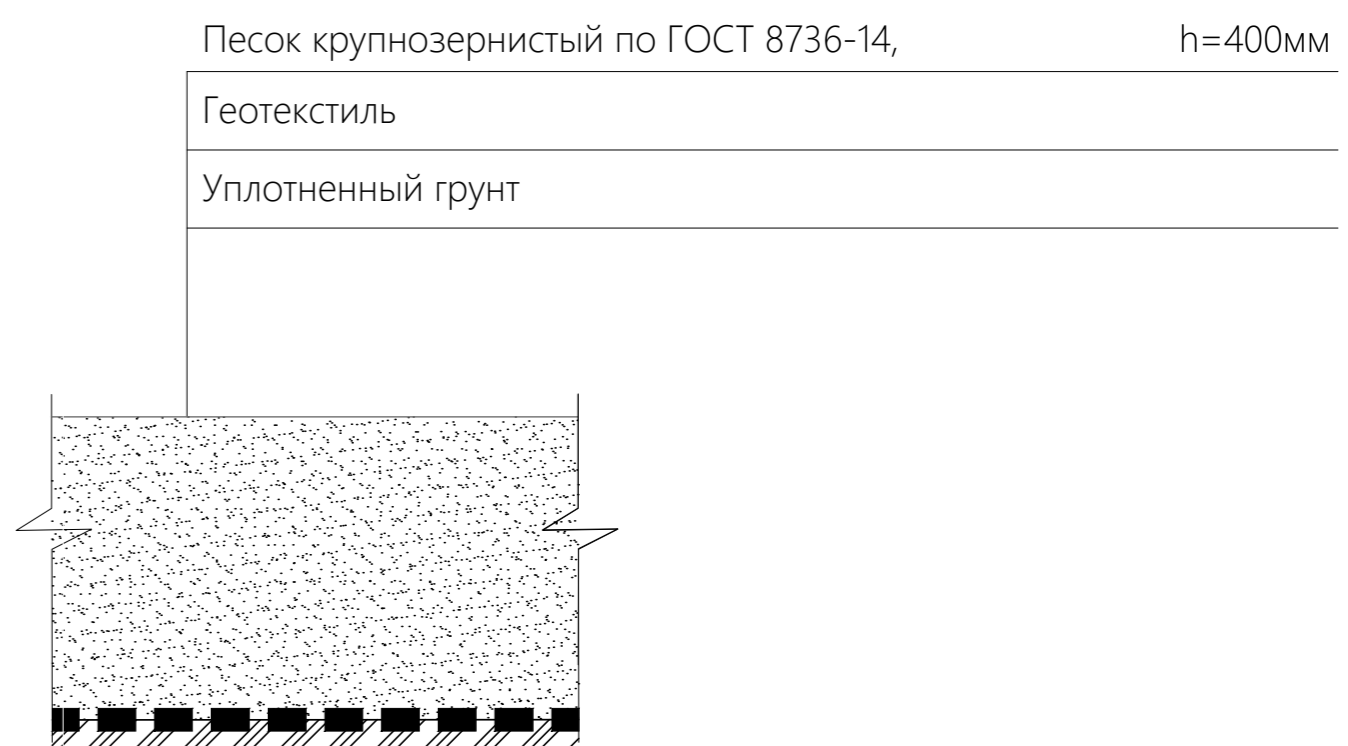 Песок крупнозернистый по ГОСТ 8736-14, h=400мм
Геотекстиль
Уплотненный грунт